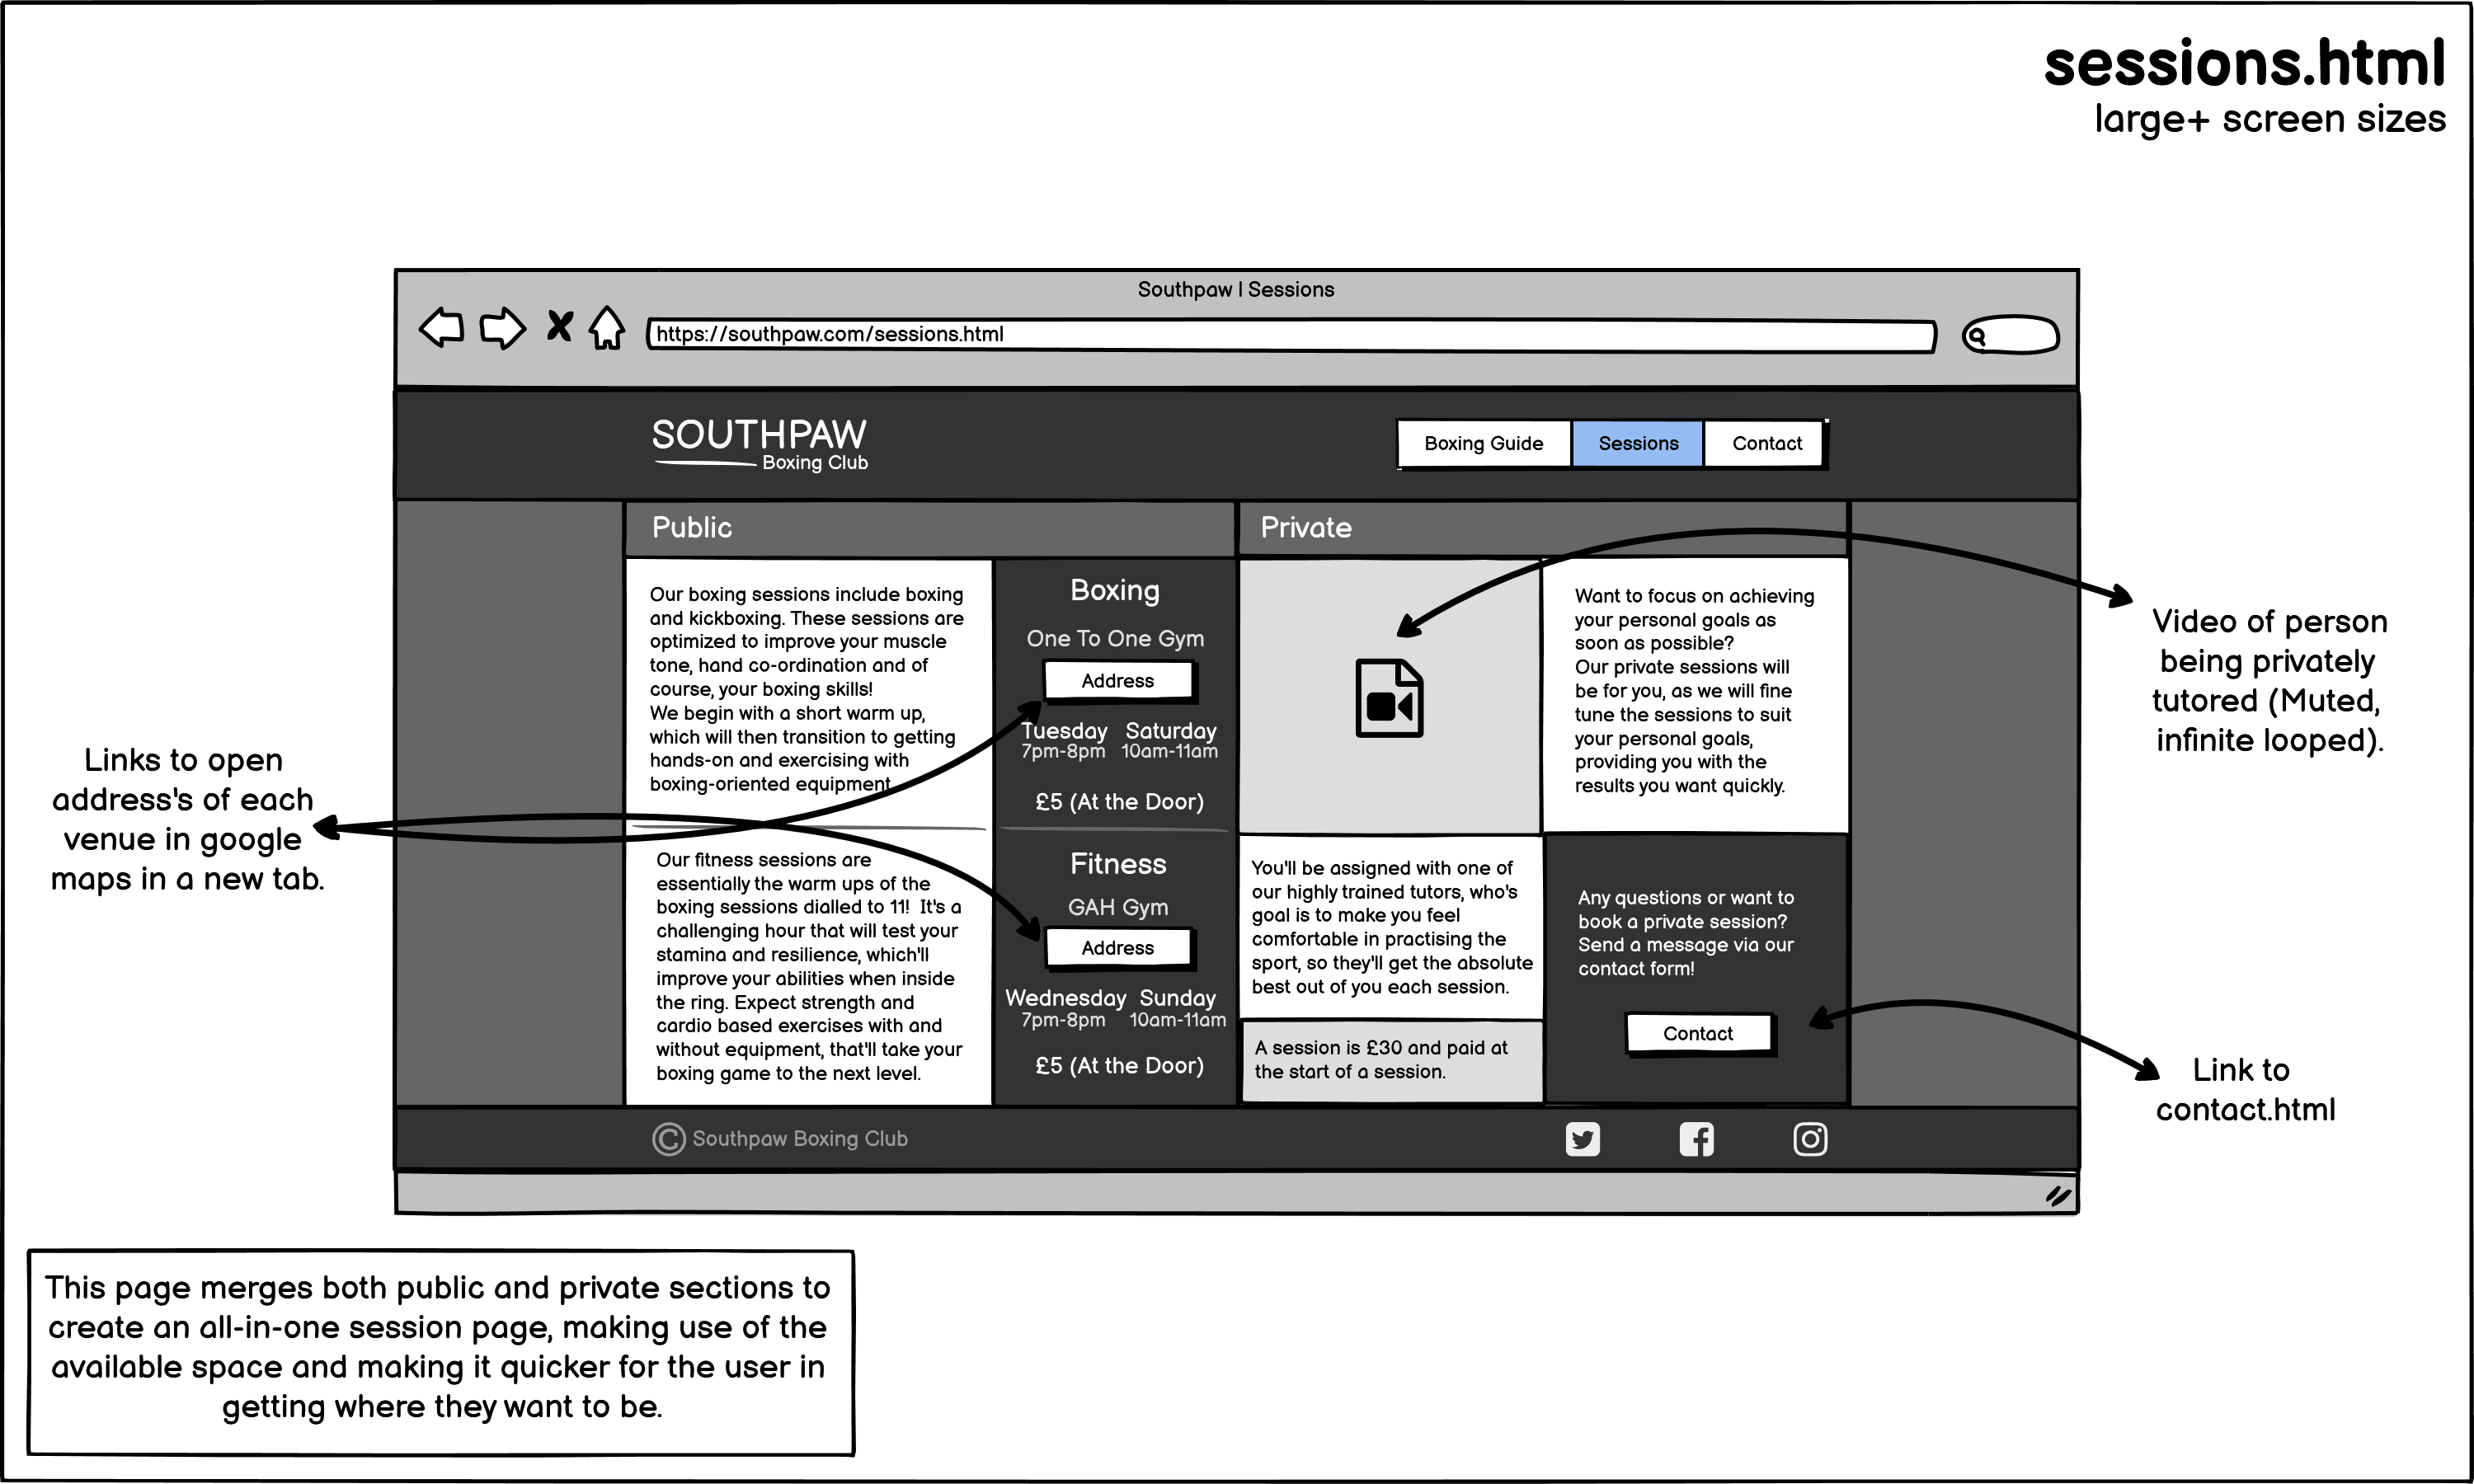 sessions.html
large+ screen sizes
Southpaw | Sessions
https://southpaw.com/sessions.html
SOUTHPAW
Boxing Club
Boxing Guide
Sessions
Contact
Public
Our boxing sessions include boxing
and kickboxing. These sessions are
optimized to improve your muscle
tone, hand co-ordination and of
course, your boxing skills!
We begin with a short warm up,
which will then transition to getting
hands-on and exercising with
boxing-oriented equipment
Our fitness sessions are
essentially the warm ups of the
boxing sessions dialled to 11! It's a
challenging hour that will test your
stamina and resilience, which'll
improve your abilities when inside
the ring. Expect strength and
cardio based exercises with and
without equipment, that'll take your
boxing game to the next level.
Boxing
One To One Gym
Address
Tuesday Saturday
7pm-8pm 10am-11am
£5 (At the Door)
Fitness
GAH Gym
Address
Wednesday Sunday
7pm-8pm 10am-11am
£5 (At the Door)
Private
Want to focus on achieving
your personal goals as
soon as possible?
Our private sessions will
be for you, as we will fine
tune the sessions to suit
your personal goals,
providing you with the
results you want quickly.
You'll be assigned with one of
our highly trained tutors, who's
goal is to make you feel
comfortable in practising the
sport, so they'll get the absolute
best out of you each session.
A session is £30 and paid at
the start of a session.
Any questions or want to
book a private session?
Send a message via our
contact form!
Contact
© Southpaw Boxing Club
Links to open
address's of each
venue in google
maps in a new tab.
Video of person
being privately
tutored (Muted,
infinite looped).
Link to
contact.html
This page merges both public and private sections to
create an all-in-one session page, making use of the
available space and making it quicker for the user in
getting where they want to be.